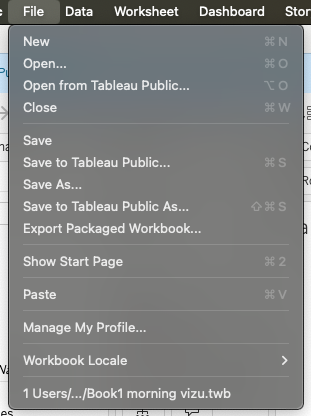 File Data Worksheet Dashboard Stor
New ⌘ N
Open... ⌘ O
Open from Tableau Public... ⌥ O
Close ⌘ W
Save
Save to Tableau Public... ⌘ S
Save As...
Save to Tableau Public As... ⇧ ⌘ S
Export Packaged Workbook...
Show Start Page ⌘ 2
Paste ⌘ V
Manage My Profile...
Workbook Locale
1 Users/.../Book1 morning vizu.twb